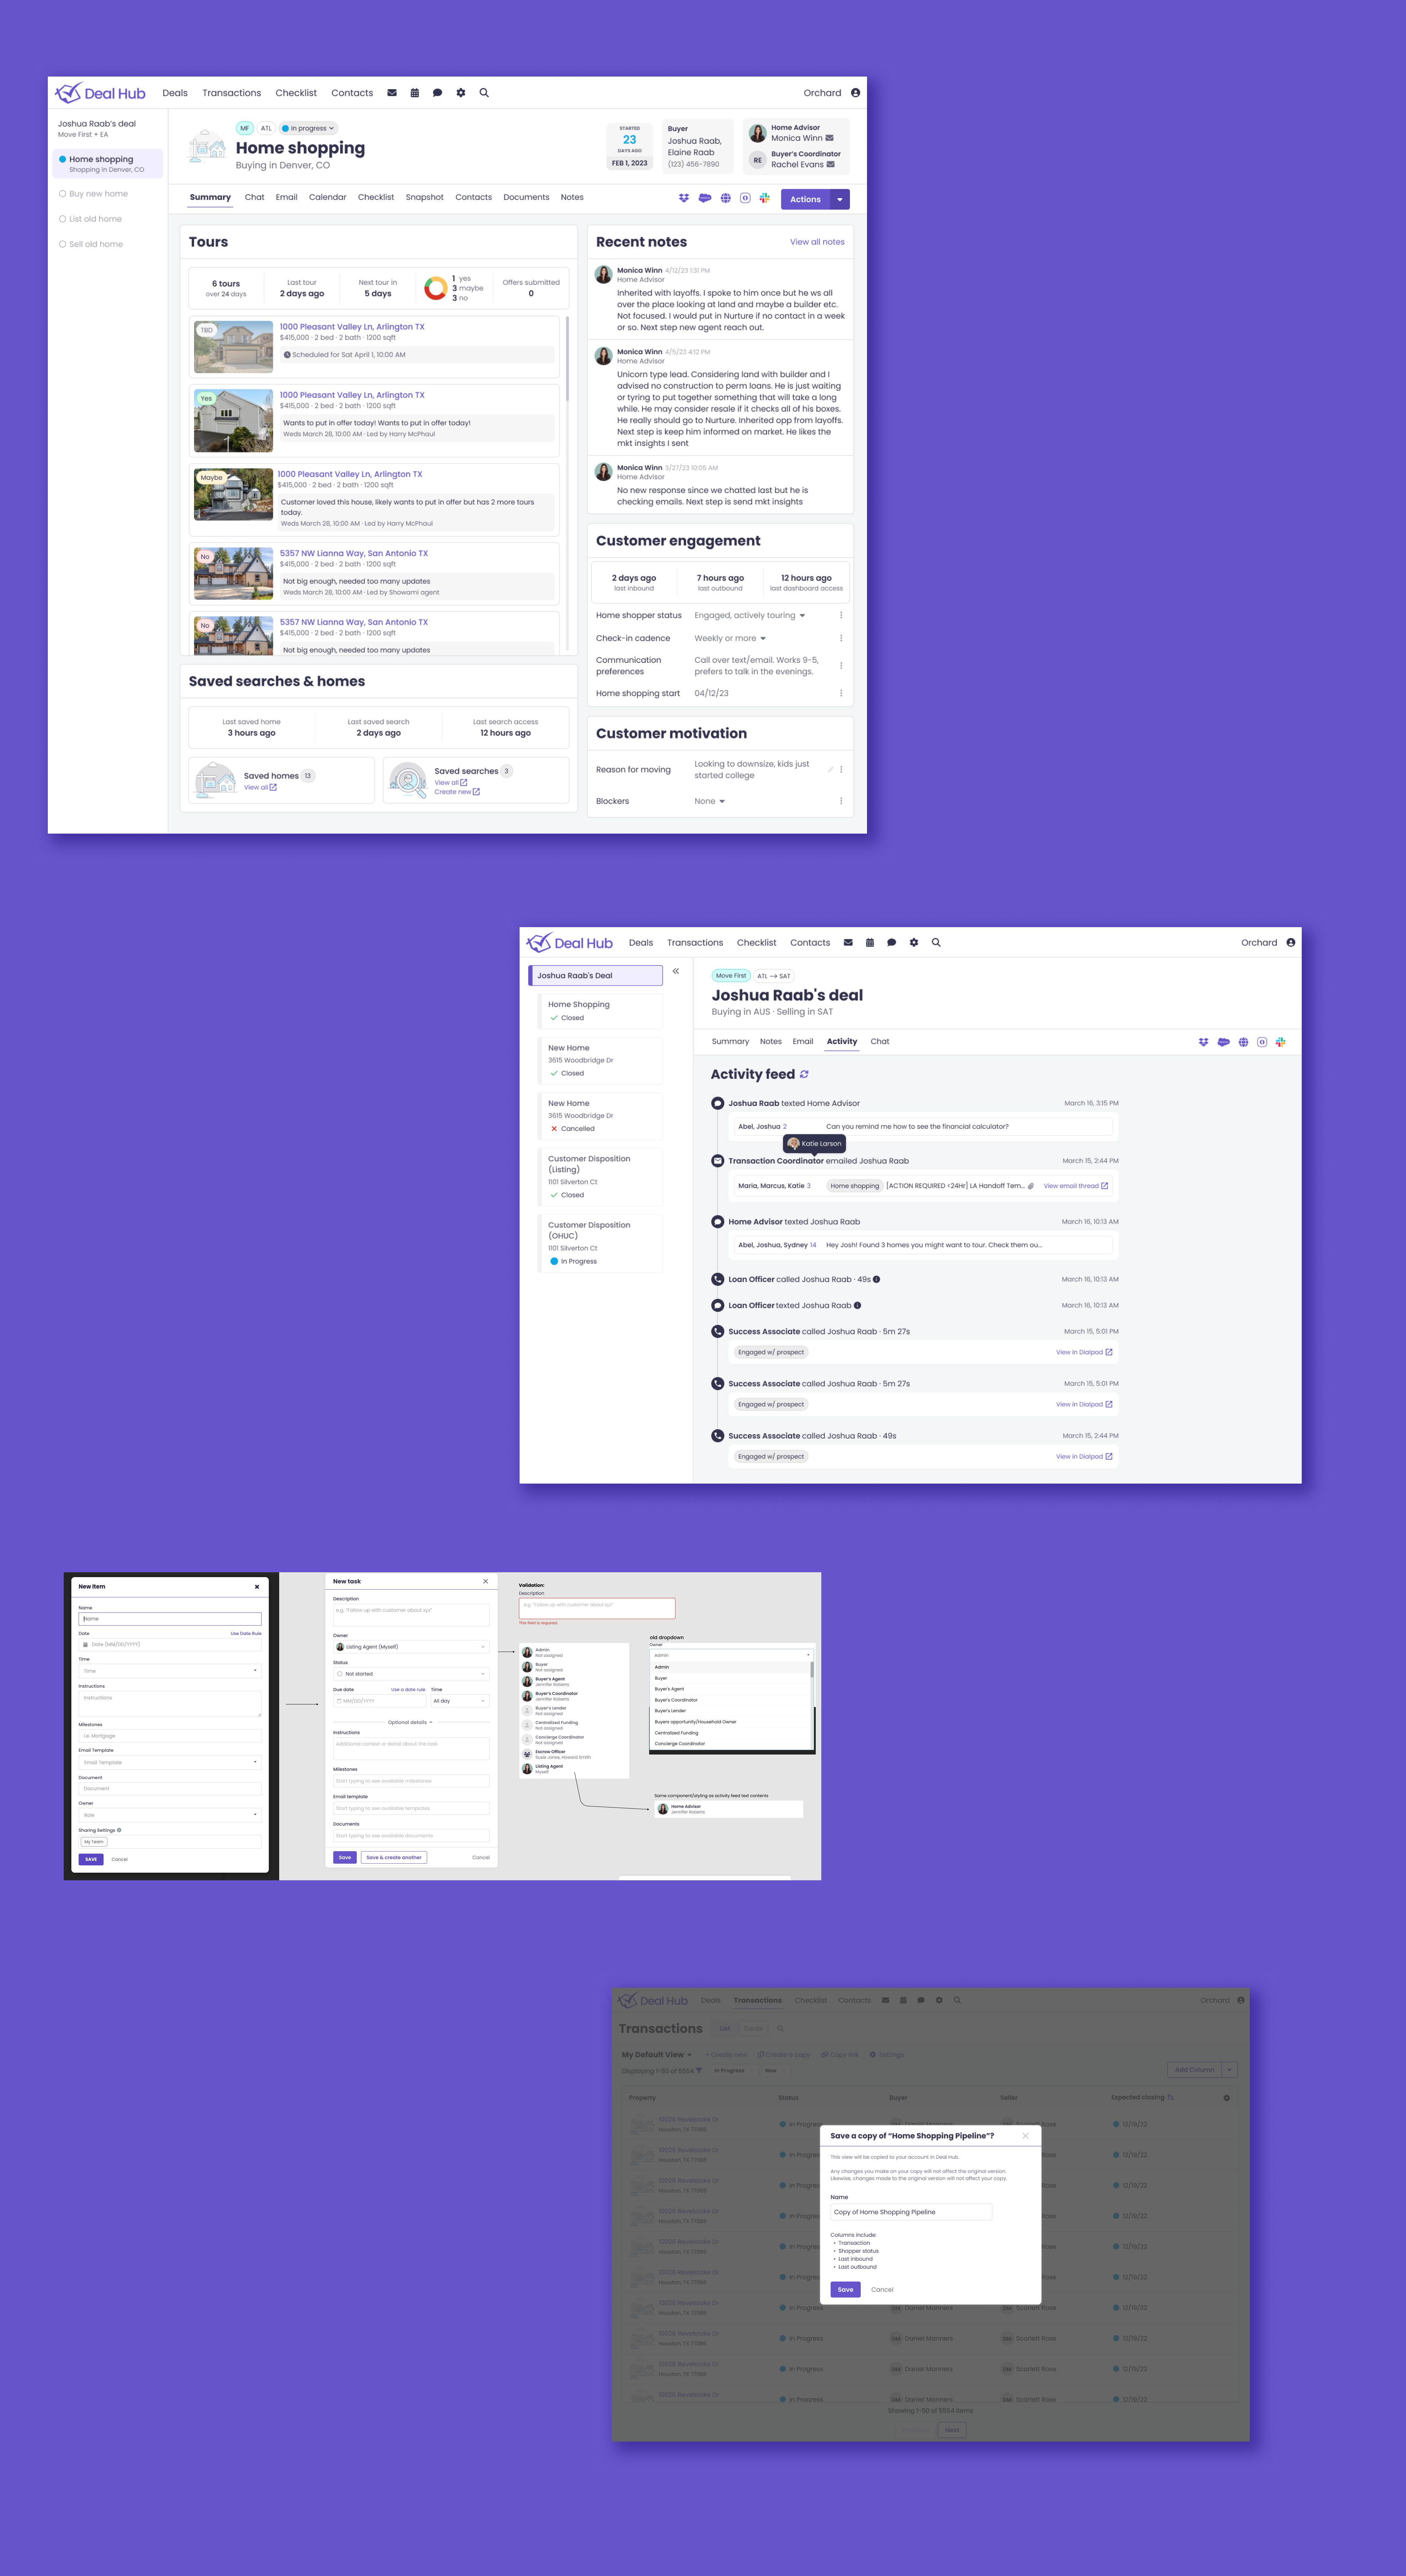 Deal Hub
Deals Transactions Checklist Contacts
Orchard
Joshua Raab's deal
Move First + EA
Home shopping
Shopping in Denver, CO
Buy new home
List old home
Sell old home
MF ATL In progress
Home shopping
Buying in Denver, CO
STARTED
23
DAYS AGO
FEB 1, 2023
Buyer
Joshua Raab,
Elaine Raab
(123) 456-7890
Home Advisor
Monica Winn
RE
Buyer's Coordinator
Rachel Evans
Summary Chat Email Calendar Checklist Snapshot Contacts Documents Notes
Actions
Tours
6 tours
over 24 days
Last tour
2 days ago
Next tour in
5 days
1 yes
3 maybe
3 no
Offers submitted
0
TBD
1000 Pleasant Valley Ln, Arlington TX
$415,000 · 2 bed · 2 bath · 1200 sqft
Scheduled for Sat April 1, 10:00 AM
Yes
1000 Pleasant Valley Ln, Arlington TX
$415,000 · 2 bed · 2 bath · 1200 sqft
Wants to put in offer today! Wants to put in offer today!
Weds March 28, 10:00 AM · Led by Harry McPhaul
Maybe
1000 Pleasant Valley Ln, Arlington TX
$415,000 · 2 bed · 2 bath · 1200 sqft
Customer loved this house, likely wants to put in offer but has 2 more tours
today.
Weds March 28, 10:00 AM · Led by Harry McPhaul
No
5357 NW Lianna Way, San Antonio TX
$415,000 · 2 bed · 2 bath · 1200 sqft
Not big enough, needed too many updates
Weds March 28, 10:00 AM · Led by Showami agent
No
5357 NW Lianna Way, San Antonio TX
$415,000 · 2 bed · 2 bath · 1200 sqft
Not big enough, needed too many updates
Saved searches & homes
Last saved home
3 hours ago
Last saved search
2 days ago
Last search access
12 hours ago
Saved homes 13
View all
Saved searches 3
View all
Create new
Recent notes
View all notes
Monica Winn 4/12/23 1:31 PM
Home Advisor
Inherited with layoffs. I spoke to him once but he ws all
over the place looking at land and maybe a builder etc.
Not focused. I would put in Nurture if no contact in a week
or so. Next step new agent reach out.
Monica Winn 4/5/23 4:12 PM
Home Advisor
Unicorn type lead. Considering land with builder and I
advised no construction to perm loans. He is just waiting
or tyring to put together something that will take a long
while. He may consider resale if it checks all of his boxes.
He really should go to Nurture. Inherited opp from layoffs.
Next step is keep him informed on market. He likes the
mkt insights I sent
Monica Winn 3/27/23 10:05 AM
Home Advisor
No new response since we chatted last but he is
checking emails. Next step is send mkt insights
Customer engagement
2 days ago
last inbound
7 hours ago
last outbound
12 hours ago
last dashboard access
Home shopper status Engaged, actively touring
Check-in cadence Weekly or more
Communication
preferences
Call over text/email. Works 9-5,
prefers to talk in the evenings.
Home shopping start 04/12/23
Customer motivation
Reason for moving
Looking to downsize, kids just
started college
Blockers None
Deal Hub
Deals Transactions Checklist Contacts
Orchard
Joshua Raab's Deal
Home Shopping
Closed
New Home
3615 Woodbridge Dr
Closed
New Home
3615 Woodbridge Dr
Cancelled
Customer Disposition
(Listing)
1101 Silverton Ct
Closed
Customer Disposition
(OHUC)
1101 Silverton Ct
In Progress
Move First ATL → SAT
Joshua Raab's deal
Buying in AUS · Selling in SAT
Summary Notes Email Activity Chat
Activity feed
Joshua Raab texted Home Advisor March 16, 3:15 PM
Abel, Joshua 2 Can you remind me how to see the financial calculator?
Katie Larson
Transaction Coordinator emailed Joshua Raab March 15, 2:44 PM
Maria, Marcus, Katie 3 Home shopping [ACTION REQUIRED <24Hr] LA Handoff Tem... View email thread
Home Advisor texted Joshua Raab March 16, 10:13 AM
Abel, Joshua, Sydney 14 Hey Josh! Found 3 homes you might want to tour. Check them ou...
Loan Officer called Joshua Raab · 49s March 16, 10:13 AM
Loan Officer texted Joshua Raab March 16, 10:13 AM
Success Associate called Joshua Raab · 5m 27s March 15, 5:01 PM
Engaged w/ prospect View in Dialpad
Success Associate called Joshua Raab · 5m 27s March 15, 5:01 PM
Engaged w/ prospect View in Dialpad
Success Associate called Joshua Raab · 49s March 15, 2:44 PM
Engaged w/ prospect View in Dialpad
New Item
Name
Name
Date Use Date Rule
Date (MM/DD/YYYY)
Time
Time
Instructions
Instructions
Milestones
i.e. Mortgage
Email Template
Email Template
Document
Document
Owner
Role
Sharing Settings
My Team
SAVE Cancel
New task
Description
e.g. "Follow up with customer about xyz"
Owner
Listing Agent (Myself)
Status
Not started
Due date Use a date rule Time
MM/DD/YYYY All day
Optional details
Instructions
Additional context or detail about the task
Milestones
Start typing to see available milestones
Email template
Start typing to see available templates
Documents
Start typing to see available documents
Save Save & create another Cancel
Validation:
Description
e.g. "Follow up with customer about xyz"
This field is required
Admin
Not assigned
Buyer
Not assigned
Buyer's Agent
Jennifer Roberts
Buyer's Coordinator
Jennifer Roberts
Buyer's Lender
Not assigned
Centralized Funding
Not assigned
Concierge Coordinator
Not assigned
Escrow Officer
Susie Jones, Howard Smith
Listing Agent
Myself
old dropdown
Owner
Admin
Admin
Buyer
Buyer's Agent
Buyer's Coordinator
Buyer's Lender
Buyers opportunity/Household Owner
Centralized Funding
Concierge Coordinator
Same component/styling as activity feed text contents
Home Advisor
Jennifer Roberts
Deal Hub
Deals Transactions Checklist Contacts
Orchard
Transactions
My Default View Create new Create a copy Copy link Settings
Displaying 1-50 of 5554 In Progress New
Add Column
Property Status Buyer Seller Expected closing
Save a copy of "Home Shopping Pipeline"?
This view will be copied to your account in Deal Hub.
Any changes you make on your copy will not affect the original version.
Likewise, changes made to the original version will not affect your copy.
Name
Copy of Home Shopping Pipeline
Columns include:
• Transaction
• Shopper status
• Last inbound
• Last outbound
Save Cancel
In Progress Daniel Manners Scarlett Rose 12/19/22
In Progress Daniel Manners Scarlett Rose 12/19/22
In Progress Daniel Manners Scarlett Rose 12/19/22
In Progress Daniel Manners Scarlett Rose 12/19/22
Showing 1-50 of 5554 items
Next